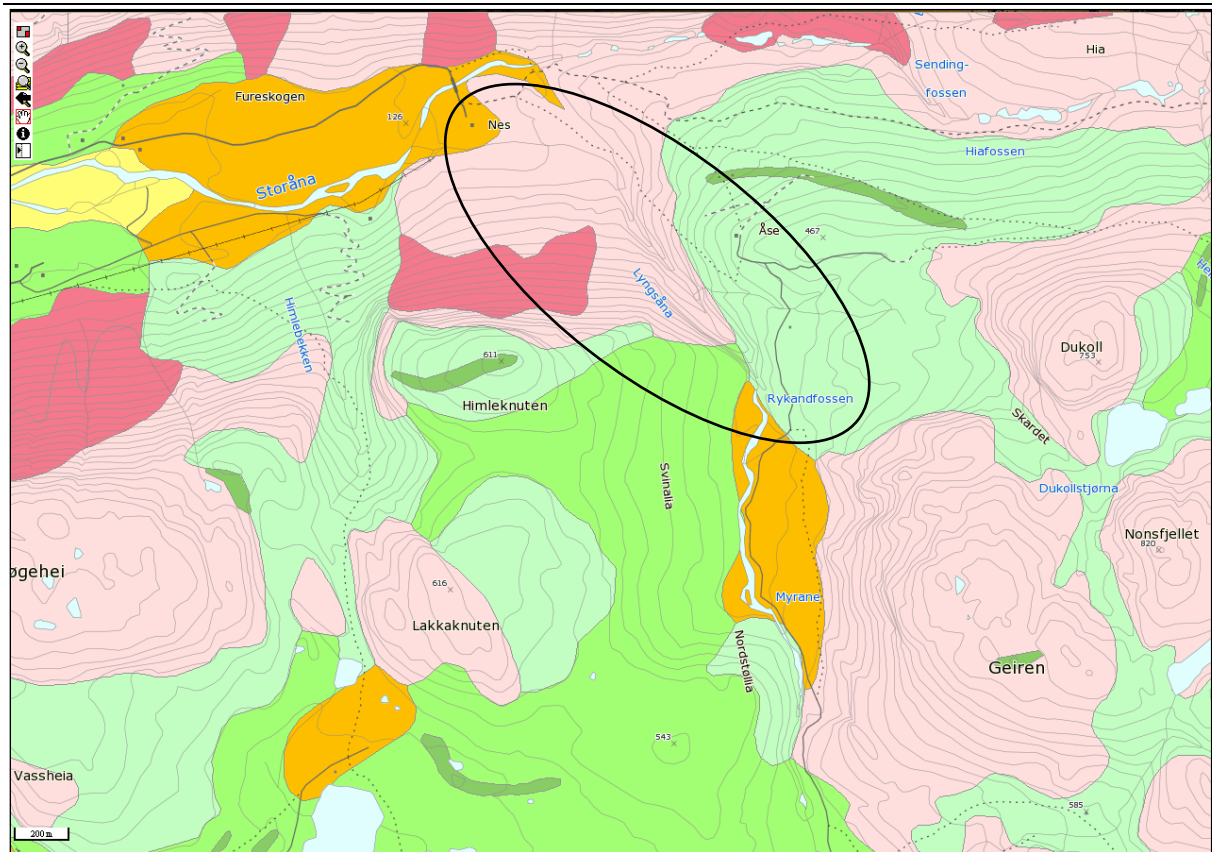 Hia
Sending-
fossen
Fureskogen
126
Nes
Hiafossen
Storåna
Åse
467
Lyngsåna
Himlebekken
611
Dukoll
753
Himleknuten
Rykandfossen
Skardet
Svinalia
Dukollstjørna
Nonsfjellet
820
øgehei
616
Myrane
Lakkaknuten
Nordstøllia
Geiren
543
Vassheia
585
200 m